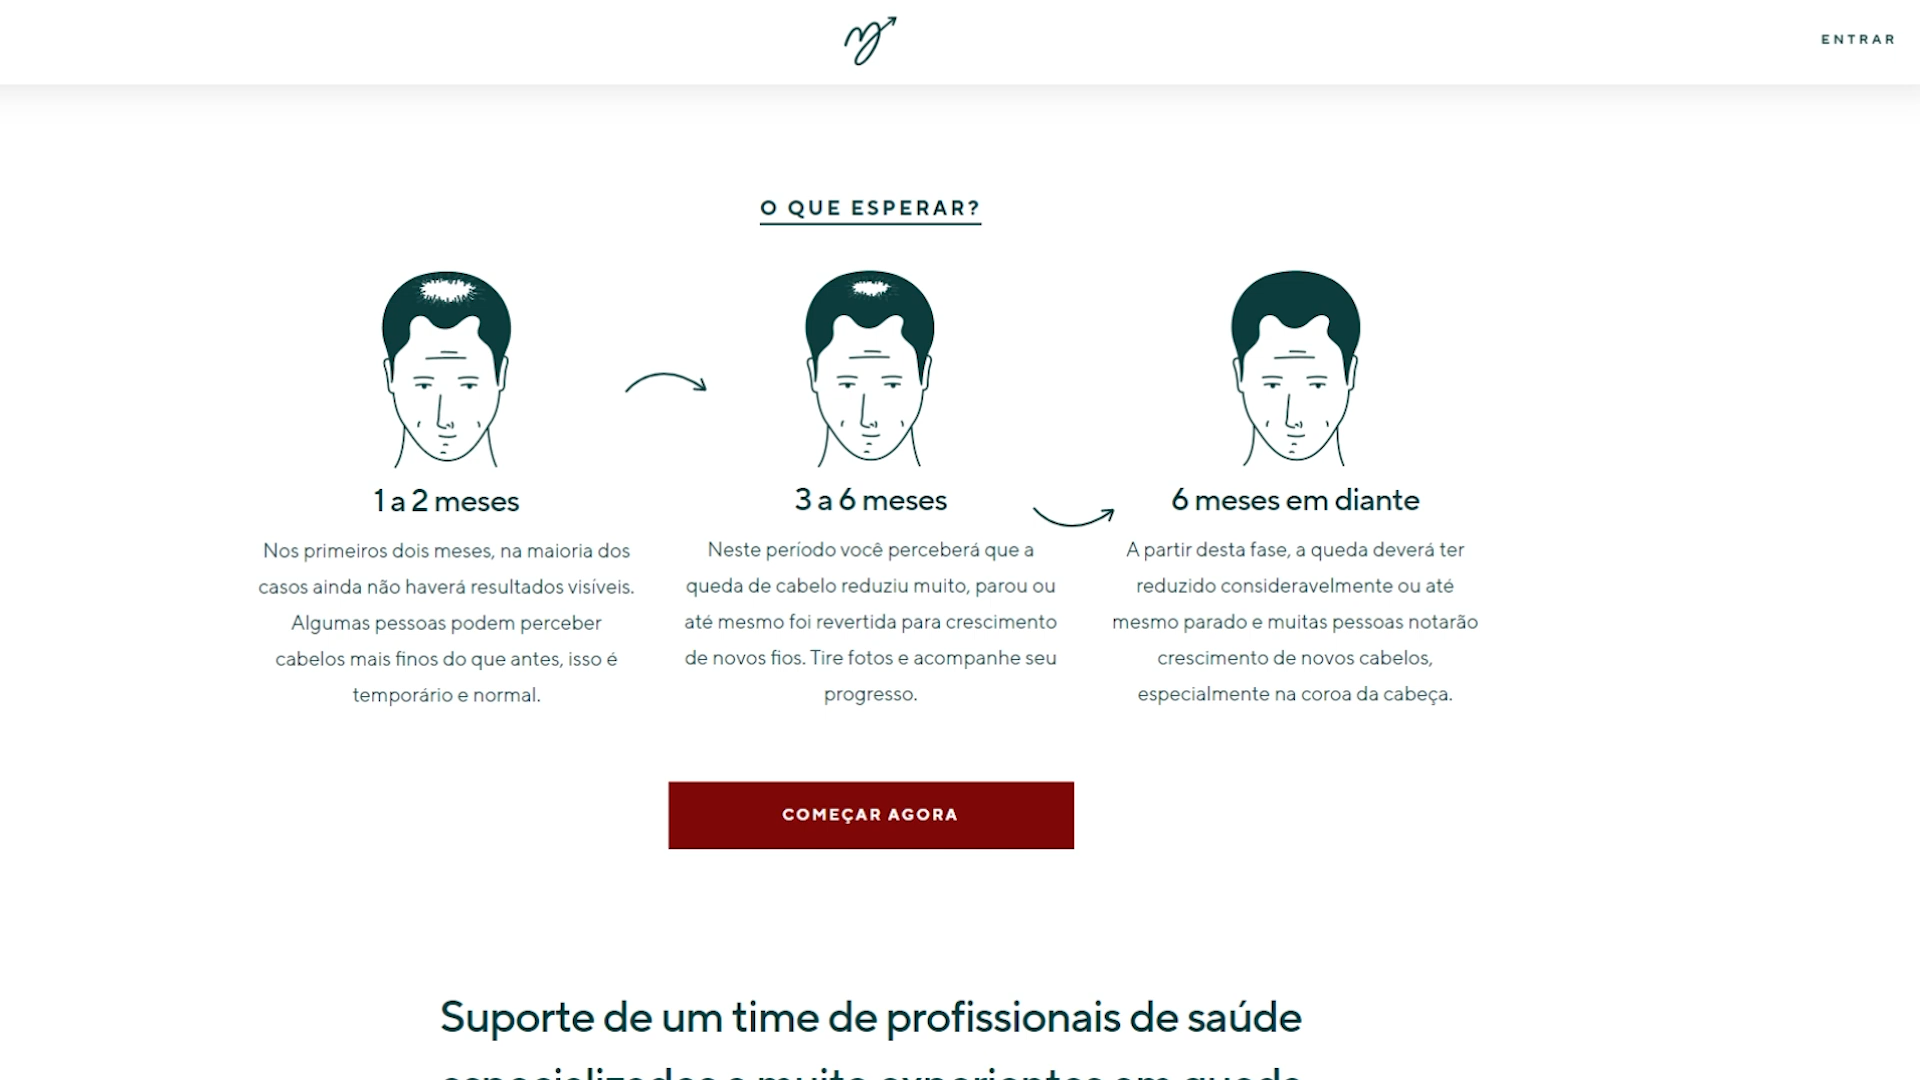 ENTRAR
O QUE ESPERAR?
1 a 2 meses
Nos primeiros dois meses, na maioria dos
casos ainda não haverá resultados visíveis.
Algumas pessoas podem perceber
cabelos mais finos do que antes, isso é
temporário e normal.
3 a 6 meses
Neste período você perceberá que a
queda de cabelo reduziu muito, parou ou
até mesmo foi revertida para crescimento
de novos fios. Tire fotos e acompanhe seu
progresso.
6 meses em diante
A partir desta fase, a queda deverá ter
reduzido consideravelmente ou até
mesmo parado e muitas pessoas notarão
crescimento de novos cabelos,
especialmente na coroa da cabeça.
COMEÇAR AGORA
Suporte de um time de profissionais de saúde
especializados e muito experientes em queda